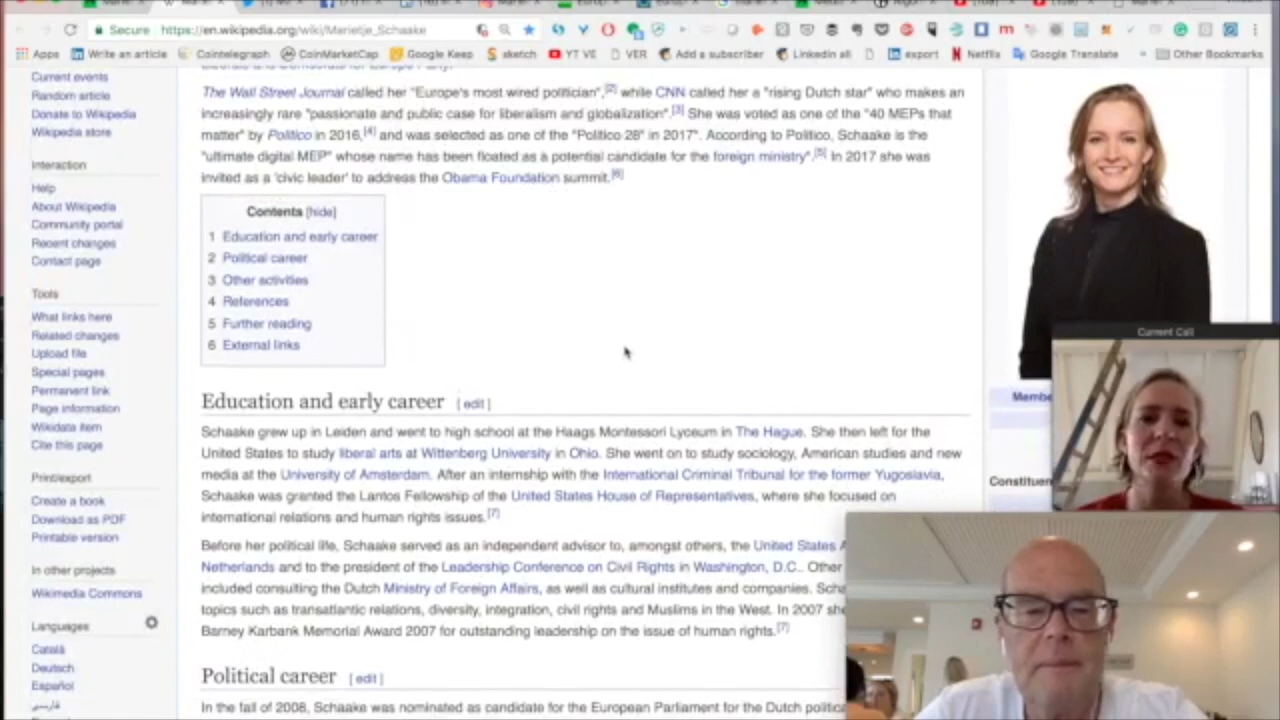 Secure
https://en.wikipedia.org/wiki/Marietje_Schaake
Apps Write an article Cointelegraph CoinMarketCap Google Keep sketch YT VE VER Add a subscriber Linkedin all export Netflix Google Translate Other Bookmarks
Current events
Random article
Donate to Wikipedia
Wikipedia store
Interaction
Help
About Wikipedia
Community portal
Recent changes
Contact page
Tools
What links here
Related changes
Upload file
Special pages
Permanent link
Page information
Wikidata item
Cite this page
Print/export
Create a book
Download as PDF
Printable version
In other projects
Wikimedia Commons
Languages
Català
Deutsch
Español
فارسی
The Wall Street Journal called her "Europe's most wired politician",[2] while CNN called her a "rising Dutch star" who makes an
increasingly rare "passionate and public case for liberalism and globalization".[3] She was voted as one of the "40 MEPs that
matter" by Politico in 2016,[4] and was selected as one of the "Politico 28" in 2017". According to Politico, Schaake is the
"ultimate digital MEP" whose name has been floated as a potential candidate for the foreign ministry".[5] In 2017 she was
invited as a 'civic leader' to address the Obama Foundation summit.[6]
Contents [hide]
1 Education and early career
2 Political career
3 Other activities
4 References
5 Further reading
6 External links
Education and early career [ edit ]
Schaake grew up in Leiden and went to high school at the Haags Montessori Lyceum in The Hague. She then left for the
United States to study liberal arts at Wittenberg University in Ohio. She went on to study sociology, American studies and new
media at the University of Amsterdam. After an internship with the International Criminal Tribunal for the former Yugoslavia,
Schaake was granted the Lantos Fellowship of the United States House of Representatives, where she focused on
international relations and human rights issues.[7]
Before her political life, Schaake served as an independent advisor to, amongst others, the United States A
Netherlands and to the president of the Leadership Conference on Civil Rights in Washington, D.C.. Other
included consulting the Dutch Ministry of Foreign Affairs, as well as cultural institutes and companies. Scha
topics such as transatlantic relations, diversity, integration, civil rights and Muslims in the West. In 2007 she
Barney Karbank Memorial Award 2007 for outstanding leadership on the issue of human rights.[7]
Political career [ edit ]
In the fall of 2008, Schaake was nominated as candidate for the European Parliament for the Dutch politica
Membe
Constituen
Current Call